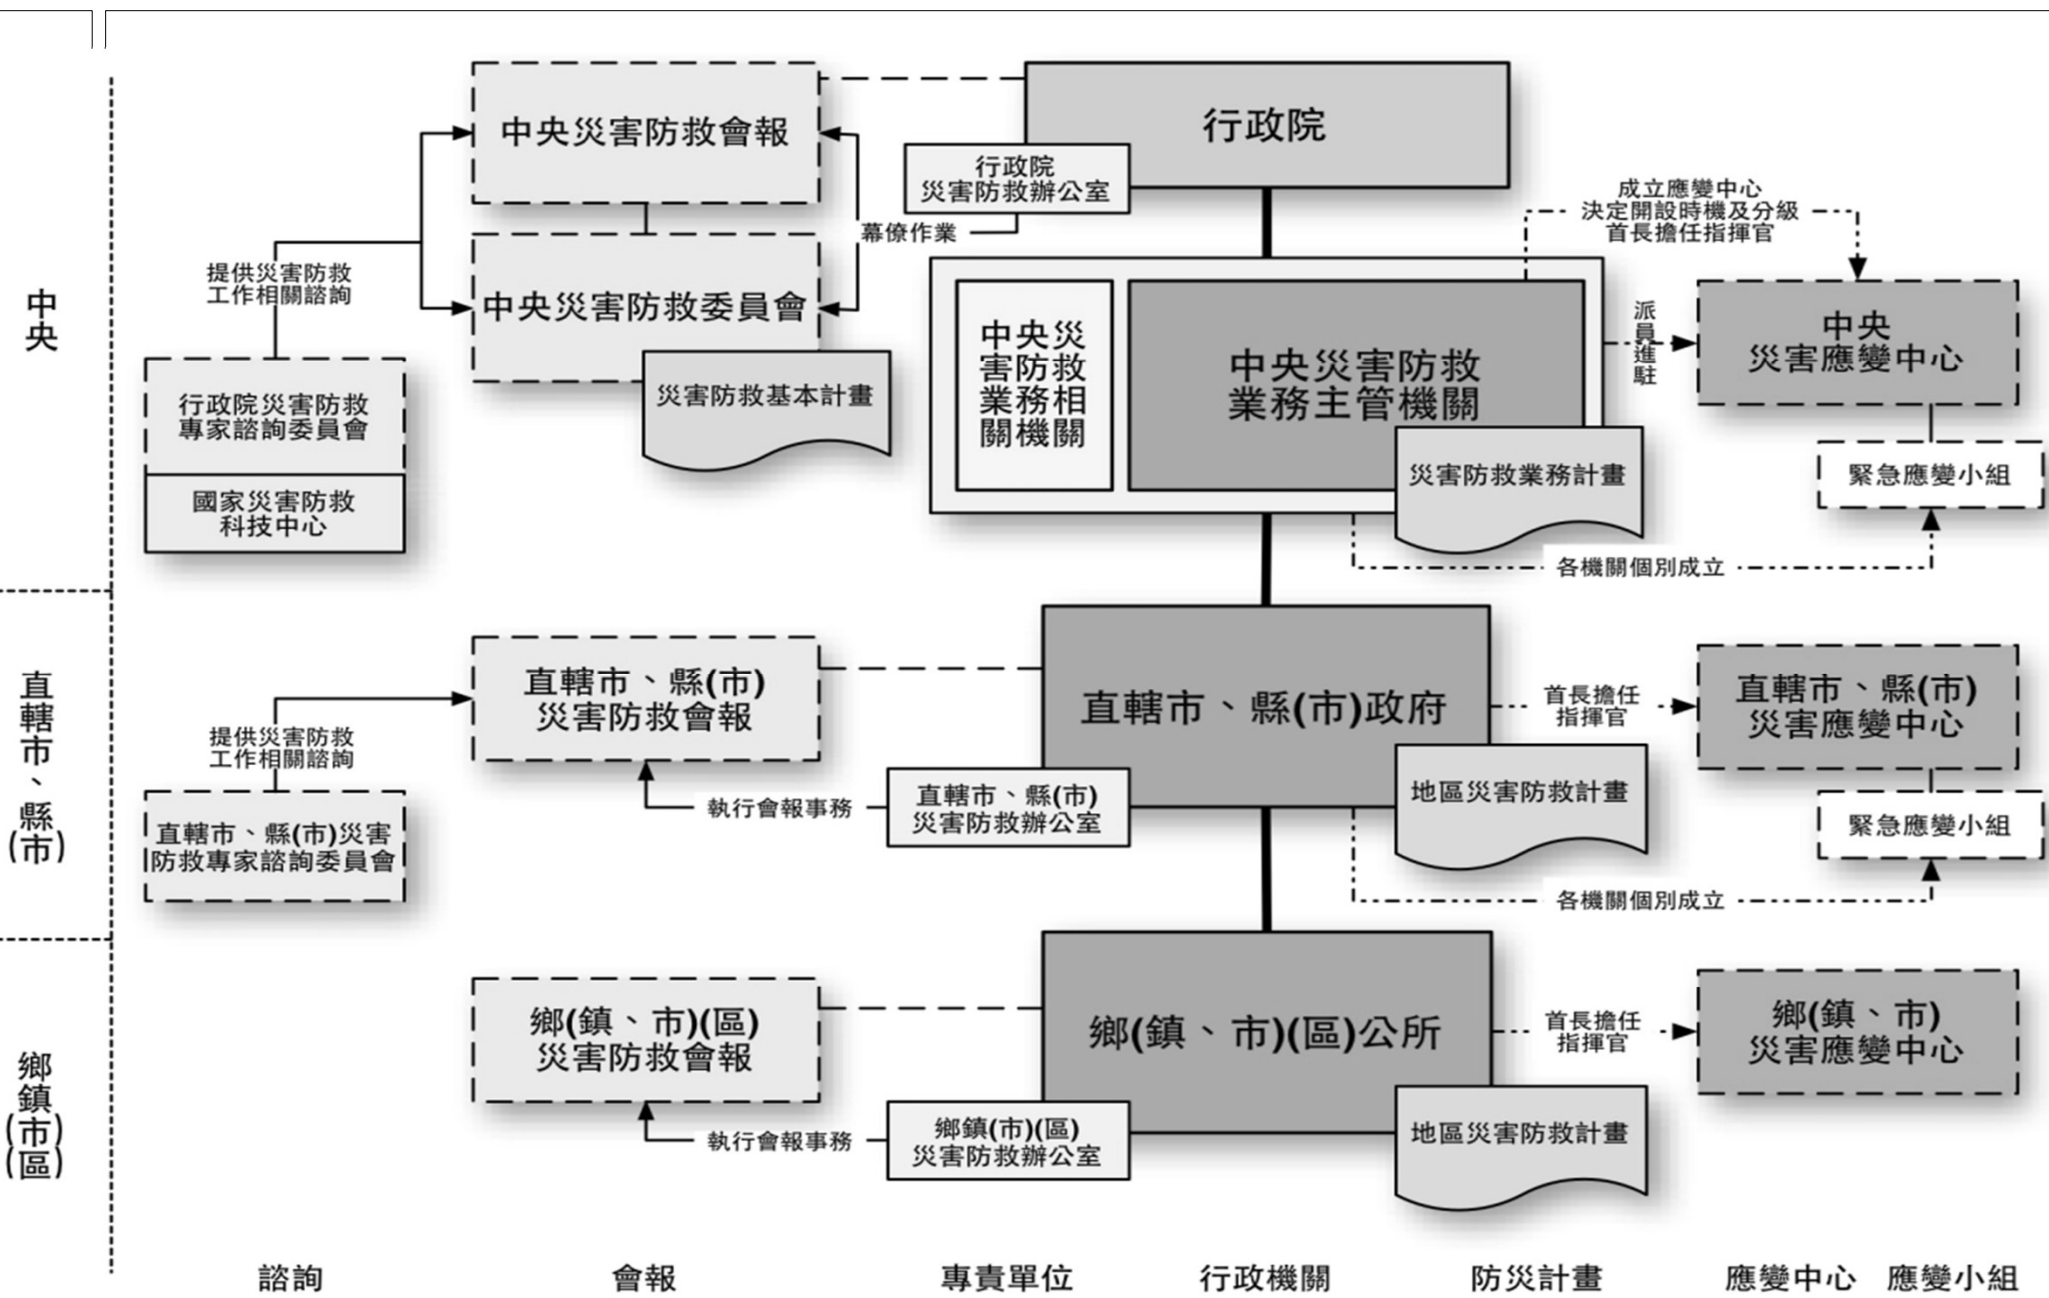 中央
中央災害防救會報
行政院
行政院
災害防救辦公室
幕僚作業
成立應變中心
決定開設時機及分級
首長擔任指揮官
提供災害防救
工作相關諮詢
中央災害防救委員會
災害防救基本計畫
行政院災害防救
專家諮詢委員會
國家災害防救
科技中心
中央災
害防救
業務相
關機關
中央災害防救
業務主管機關
災害防救業務計畫
派員進駐
中央
災害應變中心
緊急應變小組
各機關個別成立
直轄市、縣(市)
直轄市、縣(市)
災害防救會報
直轄市、縣(市)政府
首長擔任
指揮官
直轄市、縣(市)
災害應變中心
提供災害防救
工作相關諮詢
直轄市、縣(市)災害
防救專家諮詢委員會
執行會報事務
直轄市、縣(市)
災害防救辦公室
地區災害防救計畫
緊急應變小組
各機關個別成立
鄉鎮(市)(區)
鄉(鎮、市)(區)
災害防救會報
鄉(鎮、市)(區)公所
首長擔任
指揮官
鄉(鎮、市)
災害應變中心
執行會報事務
鄉鎮(市)(區)
災害防救辦公室
地區災害防救計畫
諮詢
會報
專責單位
行政機關
防災計畫
應變中心
應變小組